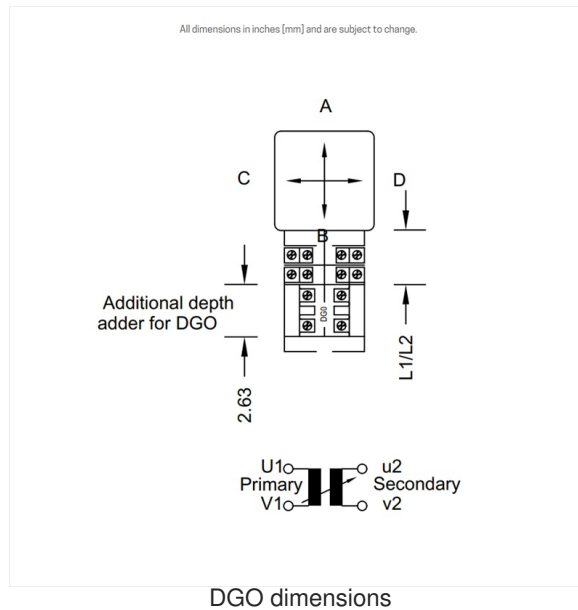 All dimensions in inches [mm] and are subject to change.
A
C
D
B
Additional depth
adder for DGO
DGO
L1/L2
2.63
U1
u2
Primary
Secondary
V1
v2
DGO dimensions